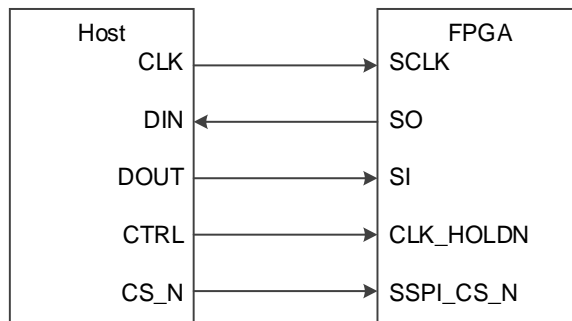 Host FPGA
CLK SCLK
DIN SO
DOUT SI
CTRL CLK_HOLDN
CS_N SSPI_CS_N